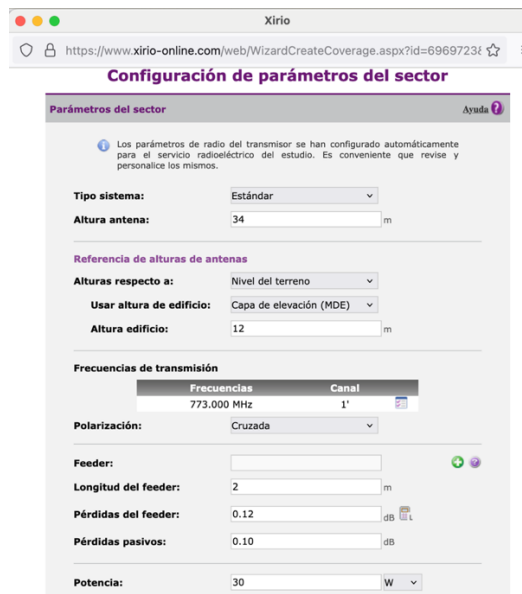 Xirio
https://www.xirio-online.com/web/WizardCreateCoverage.aspx?id=69697238
Configuración de parámetros del sector
Parámetros del sector Ayuda ?
i Los parámetros de radio del transmisor se han configurado automáticamente
para el servicio radioeléctrico del estudio. Es conveniente que revise y
personalice los mismos.
Tipo sistema: Estándar
Altura antena: 34 m
Referencia de alturas de antenas
Alturas respecto a: Nivel del terreno
Usar altura de edificio: Capa de elevación (MDE)
Altura edificio: 12 m
Frecuencias de transmisión
Frecuencias Canal
773.000 MHz 1'
Polarización: Cruzada
Feeder:
Longitud del feeder: 2 m
Pérdidas del feeder: 0.12 dB L
Pérdidas pasivos: 0.10 dB
Potencia: 30 W